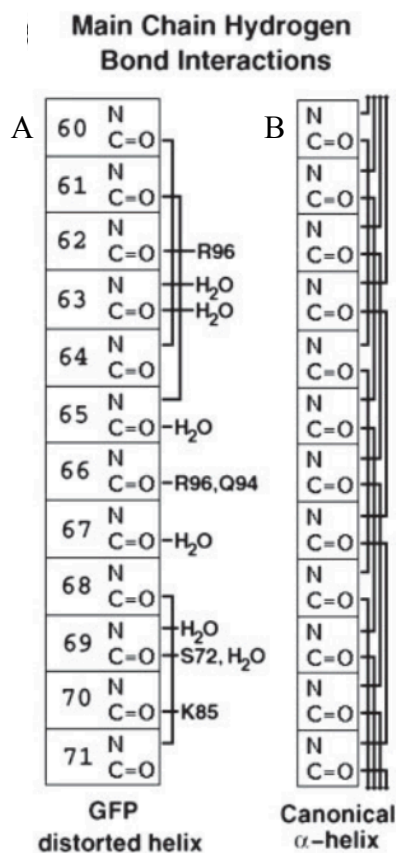 Main Chain Hydrogen
Bond Interactions
A
B
60 N
C=O
61 N
C=O
62 N
C=O R96
63 N H₂O
C=O H₂O
64 N
C=O
65 N
C=O H₂O
66 N
C=O R96,Q94
67 N
C=O H₂O
68 N
C=O
69 N H₂O
C=O S72, H₂O
70 N
C=O K85
71 N
C=O
GFP
distorted helix
N
C=O
N
C=O
N
C=O
N
C=O
N
C=O
N
C=O
N
C=O
N
C=O
N
C=O
N
C=O
N
C=O
N
C=O
Canonical
α-helix